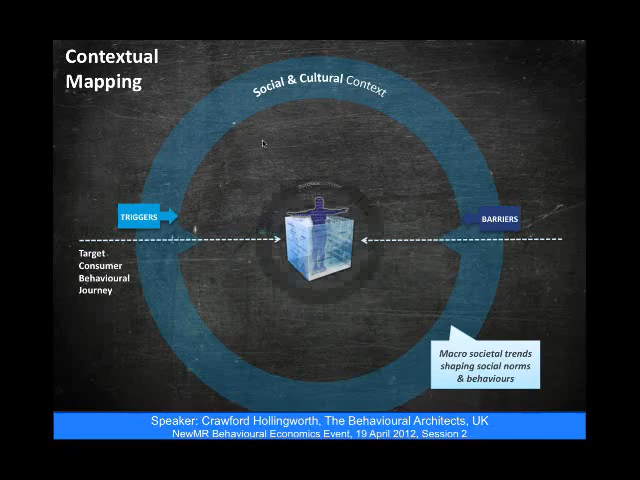 Contextual
Mapping
Social & Cultural Context
TRIGGERS
BARRIERS
Target
Consumer
Behavioural
Journey
Macro societal trends
shaping social norms
& behaviours
Speaker: Crawford Hollingworth, The Behavioural Architects, UK
NewMR Behavioural Economics Event, 19 April 2012, Session 2